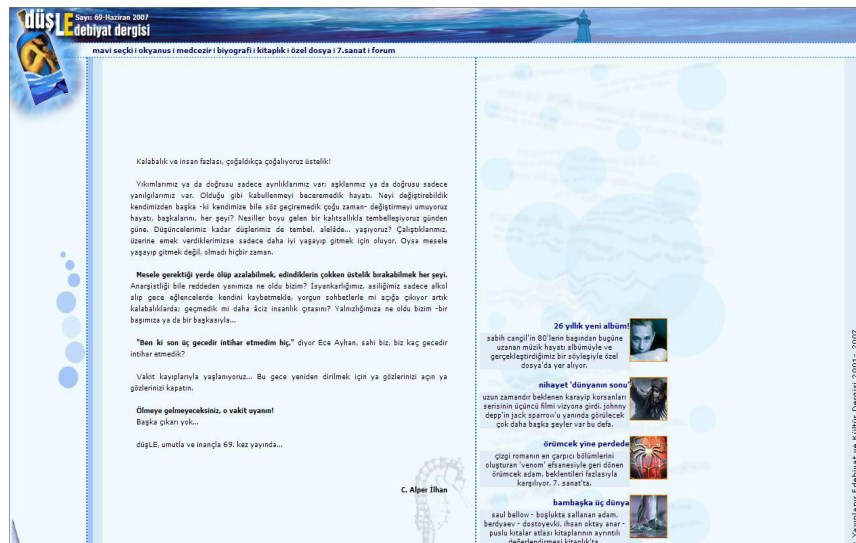 düşLE
Sayı: 69-Haziran 2007
debiyat dergisi
mavi seçki ı okyanus ı medcezir ı biyografi ı kitaplık ı özel dosya ı 7.sanat ı forum
Kalabalık ve insan fazlası, çoğaldıkça çoğalıyoruz üstelik!
Yıkımlarımız ya da doğrusu sadece ayrılıklarımız var; aşklarımız ya da doğrusu sadece
yanılgılarımız var. Olduğu gibi kabullenmeyi beceremedik hayatı. Neyi değiştirebildik
kendimizden başka -ki kendimize bile söz geçiremedik çoğu zaman- değiştirmeyi umuyoruz
hayatı, başkalarını, her şeyi? Nesiller boyu gelen bir kalıtsallıkla tembelleşiyoruz günden
güne. Düşüncelerimiz kadar düşlerimiz de tembel, alelâde... yaşıyoruz? Çalıştıklarımız,
üzerine emek verdiklerimizse sadece daha iyi yaşayıp gitmek için oluyor. Oysa mesele
yaşayıp gitmek değil, olmadı hiçbir zaman.
Mesele gerektiği yerde ölüp azalabilmek, edindiklerin çokken üstelik bırakabilmek her şeyi.
Anarşistliği bile reddeden yanımıza ne oldu bizim? İsyankarlığımız, asiliğimiz sadece alkol
alıp gece eğlencelerde kendini kaybetmekle, yorgun sohbetlerle mi açığa çıkıyor artık
kalabalıklarda; geçmedik mi daha âciz insanlık çıtasını? Yalnızlığımıza ne oldu bizim -bir
başımıza ya da bir başkasıyla...
"Ben ki son üç gecedir intihar etmedim hiç," diyor Ece Ayhan, sahi biz, biz kaç gecedir
intihar etmedik?
Vakit kayıplarıyla yaşlanıyoruz... Bu gece yeniden dirilmek için ya gözlerinizi açın ya
gözlerinizi kapatın.
Ölmeye gelmeyeceksiniz, o vakit uyanın!
Başka çıkarı yok...
düşLE, umutla ve inançla 69. kez yayında...
C. Alper İlhan
26 yıllık yeni albüm!
sabih cangil'in 80'lerin başından bugüne
uzanan müzik hayatı albümüyle ve
gerçekleştirdiğimiz bir söyleşiyle özel
dosya'da yer alıyor.
nihayet 'dünyanın sonu'
uzun zamandır beklenen karayip korsanları
serisinin üçüncü filmi vizyona girdi. johnny
depp'in jack sparrow'u yanında görülecek
çok daha başka şeyler var bu defa.
örümcek yine perdede
çizgi romanın en çarpıcı bölümlerini
oluşturan 'venom' efsanesiyle geri dönen
örümcek adam, beklentileri fazlasıyla
karşılıyor. 7. sanat'ta.
bambaşka üç dünya
saul bellow - boşlukta sallanan adam,
berdyaev - dostoyevki, ihsan oktay anar -
puslu kıtalar atlası kitaplarının ayrıntılı
değerlendirmesi kitaplık'ta.
Yayınları Edebiyat ve Kültür Dergisi 2001- 2007